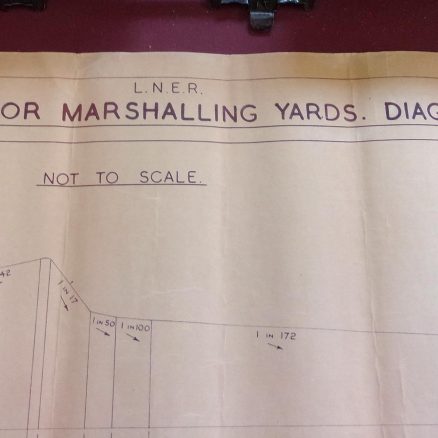 L.N.E.R.
OR MARSHALLING YARDS. DIAG
NOT TO SCALE.
42
1 IN 17
1 IN 50
1 IN 100
1 IN 172